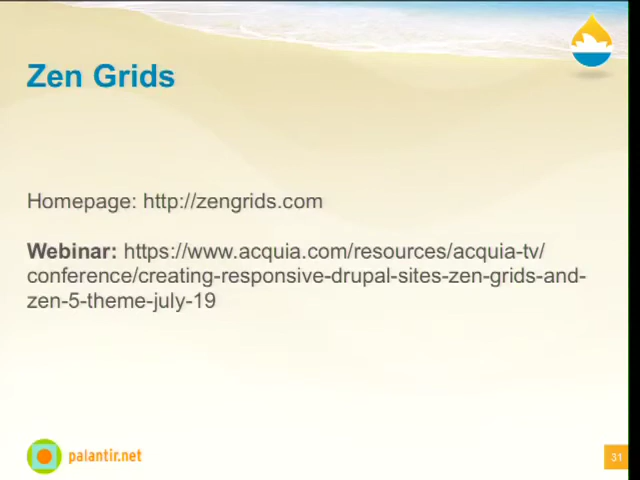 Zen Grids
Homepage: http://zengrids.com
Webinar: https://www.acquia.com/resources/acquia-tv/
conference/creating-responsive-drupal-sites-zen-grids-and-
zen-5-theme-july-19
palantir.net
31